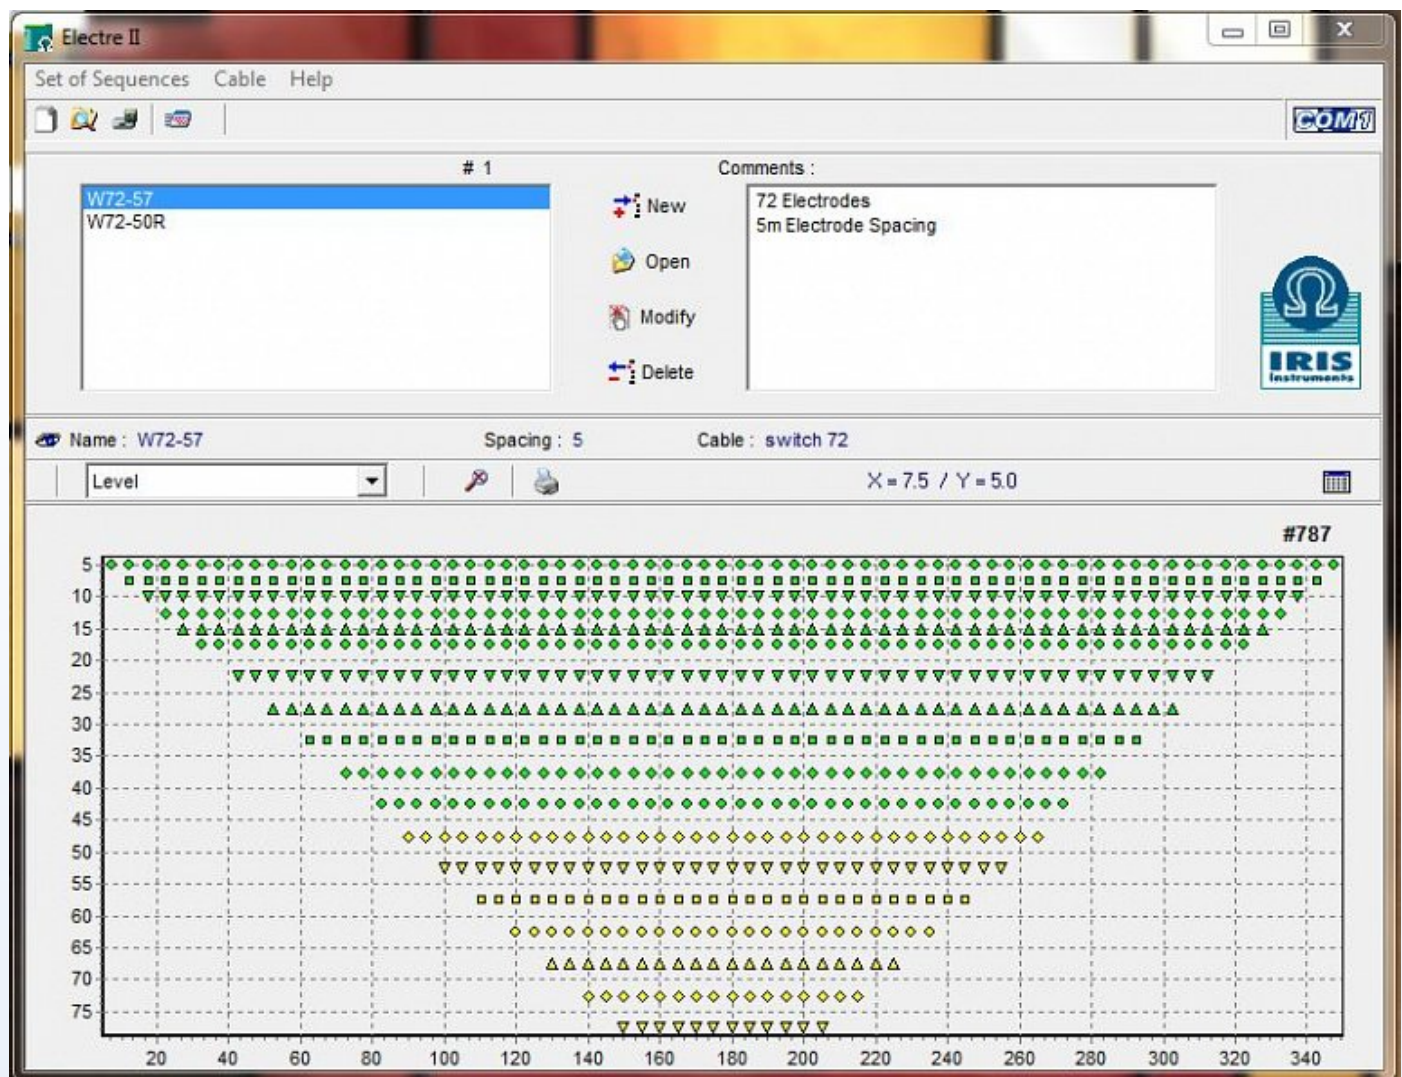 Electre II
Set of Sequences Cable Help
COM1
# 1 Comments :
W72-57
W72-50R
New
Open
Modify
Delete
72 Electrodes
5m Electrode Spacing
Ω
IRIS
Instruments
Name : W72-57 Spacing : 5 Cable : switch 72
Level X = 7.5 / Y = 5.0
#787
5
10
15
20
25
30
35
40
45
50
55
60
65
70
75
20 40 60 80 100 120 140 160 180 200 220 240 260 280 300 320 340